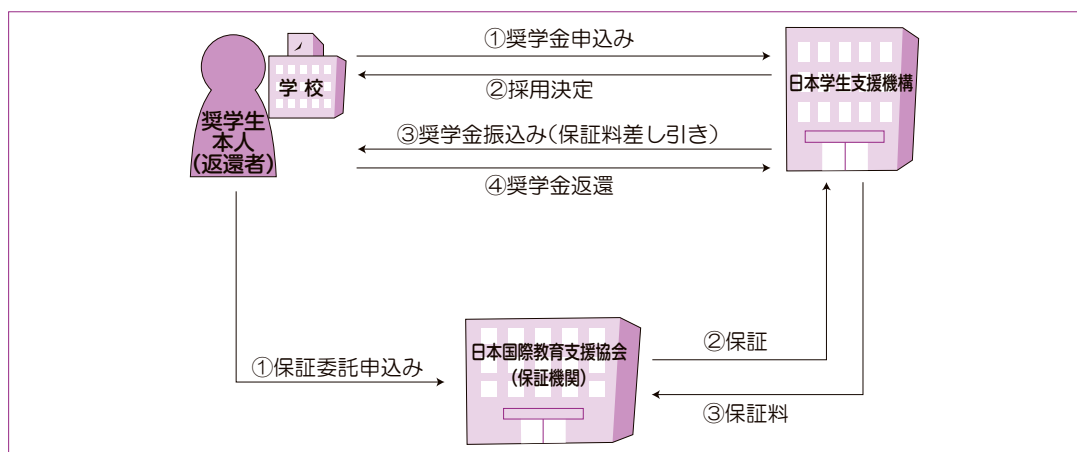 ①奨学金申込み
学校
②採用決定
日本学生支援機構
奨学生
本人
(返還者)
③奨学金振込み(保証料差し引き)
④奨学金返還
①保証委託申込み
日本国際教育支援協会
(保証機関)
②保証
③保証料